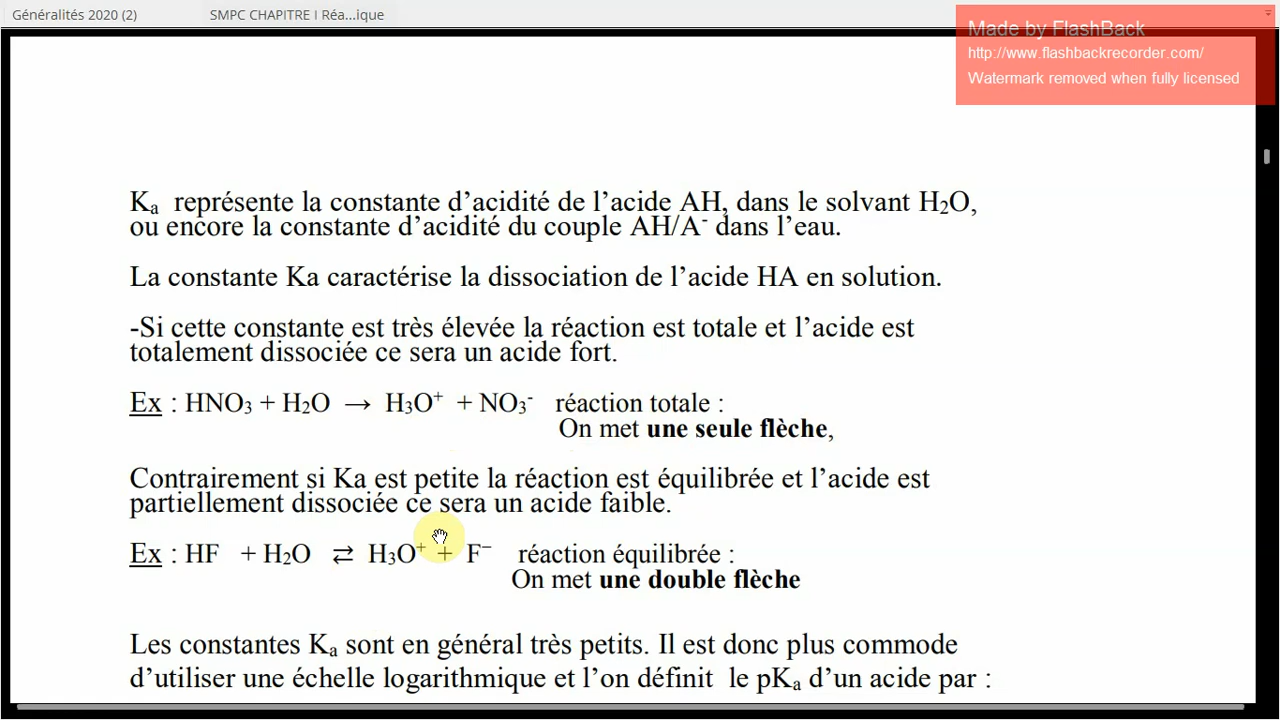 Généralités 2020 (2) SMPC CHAPITRE I Réa...ique
Made by FlashBack
http://www.flashbackrecorder.com/
Watermark removed when fully licensed
Kₐ représente la constante d’acidité de l’acide AH, dans le solvant H₂O,
ou encore la constante d’acidité du couple AH/A⁻ dans l’eau.
La constante Ka caractérise la dissociation de l’acide HA en solution.
-Si cette constante est très élevée la réaction est totale et l’acide est
totalement dissociée ce sera un acide fort.
Ex : HNO₃ + H₂O → H₃O⁺ + NO₃⁻ réaction totale :
On met une seule flèche,
Contrairement si Ka est petite la réaction est équilibrée et l’acide est
partiellement dissociée ce sera un acide faible.
Ex : HF + H₂O ⇄ H₃O⁺ + F⁻ réaction équilibrée :
On met une double flèche
Les constantes Kₐ sont en général très petits. Il est donc plus commode
d’utiliser une échelle logarithmique et l’on définit le pKₐ d’un acide par :